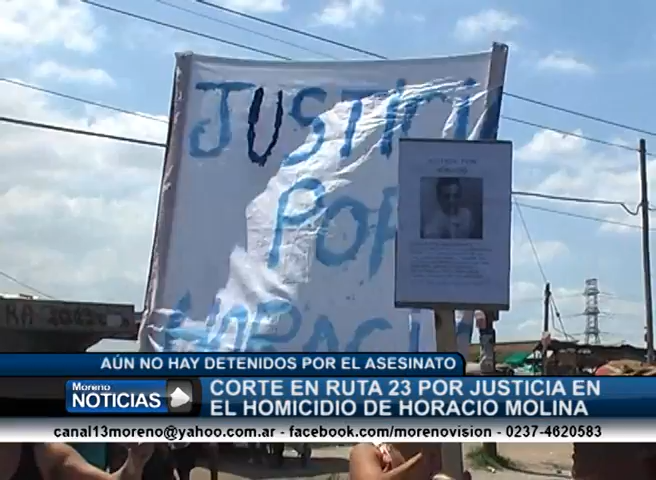 JUSTICIA
POR
HORACIO
AÚN NO HAY DETENIDOS POR EL ASESINATO
Moreno
NOTICIAS
CORTE EN RUTA 23 POR JUSTICIA EN
EL HOMICIDIO DE HORACIO MOLINA
canal13moreno@yahoo.com.ar - facebook.com/morenovision - 0237-4620583